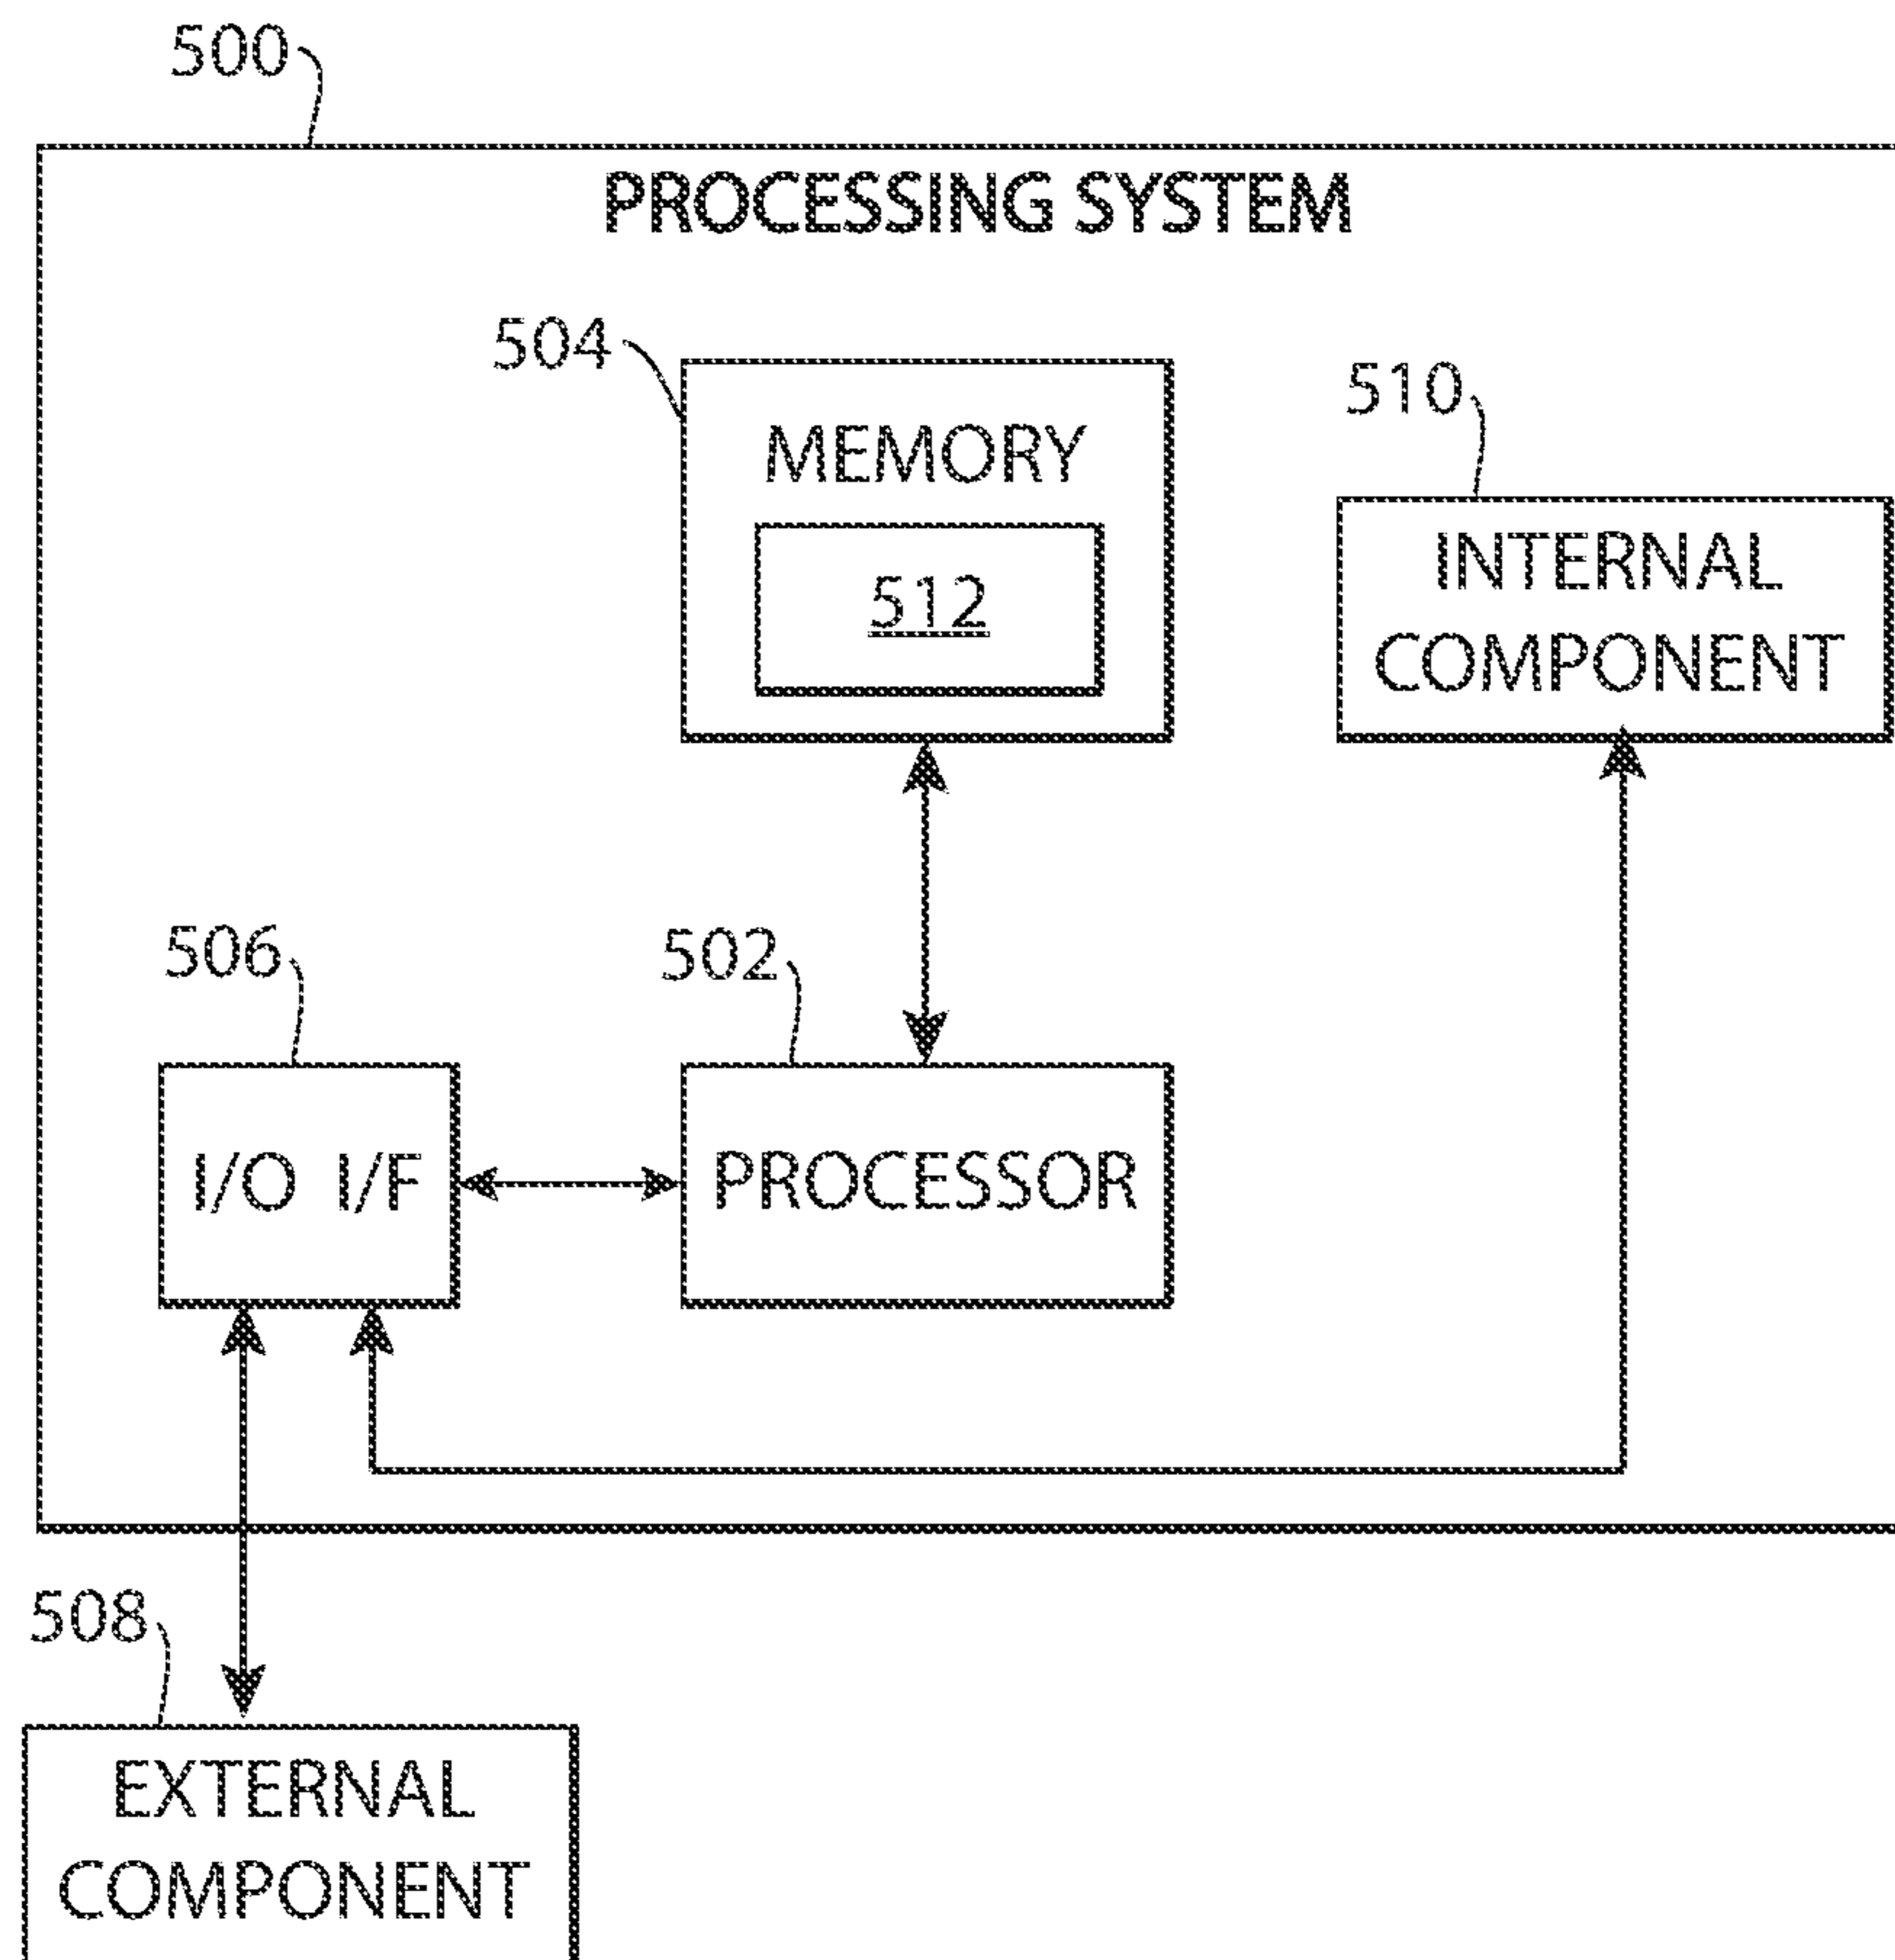 500
PROCESSING SYSTEM
504
MEMORY
510
512
INTERNAL
COMPONENT
506
502
I/O I/F
PROCESSOR
508
EXTERNAL
COMPONENT